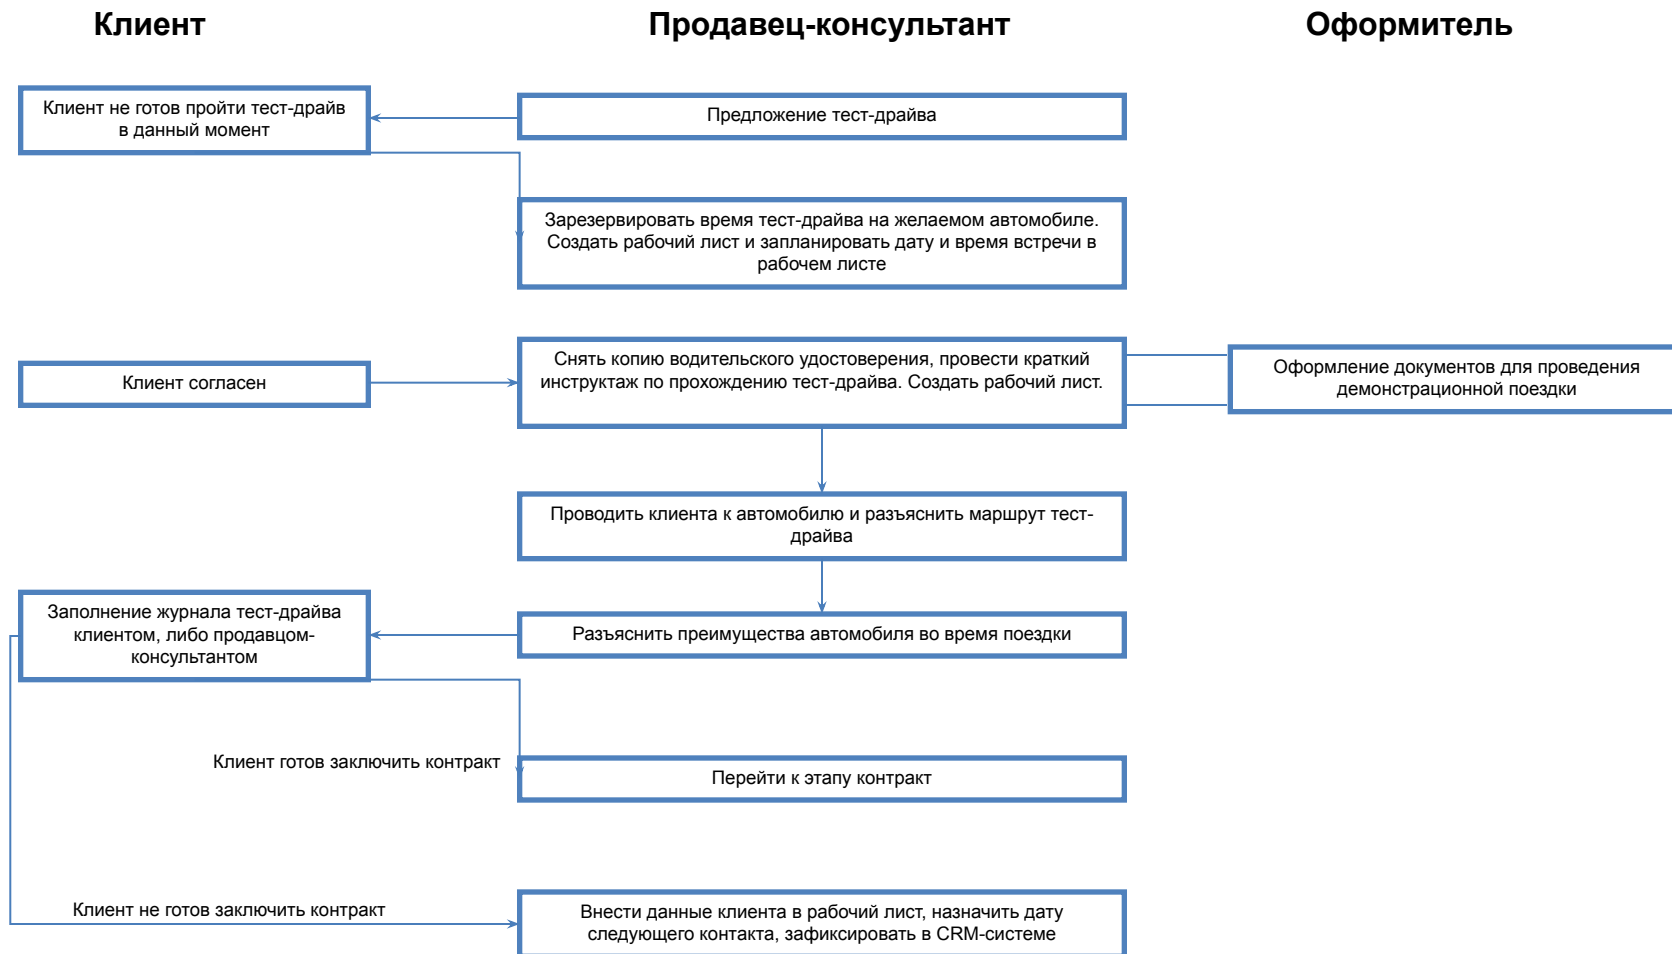 Клиент
Продавец-консультант
Оформитель
Клиент не готов пройти тест-драйв
в данный момент
Предложение тест-драйва
Зарезервировать время тест-драйва на желаемом автомобиле.
Создать рабочий лист и запланировать дату и время встречи в
рабочем листе
Клиент согласен
Снять копию водительского удостоверения, провести краткий
инструктаж по прохождению тест-драйва. Создать рабочий лист.
Оформление документов для проведения
демонстрационной поездки
Проводить клиента к автомобилю и разъяснить маршрут тест-
драйва
Заполнение журнала тест-драйва
клиентом, либо продавцом-
консультантом
Разъяснить преимущества автомобиля во время поездки
Клиент готов заключить контракт
Перейти к этапу контракт
Клиент не готов заключить контракт
Внести данные клиента в рабочий лист, назначить дату
следующего контакта, зафиксировать в CRM-системе